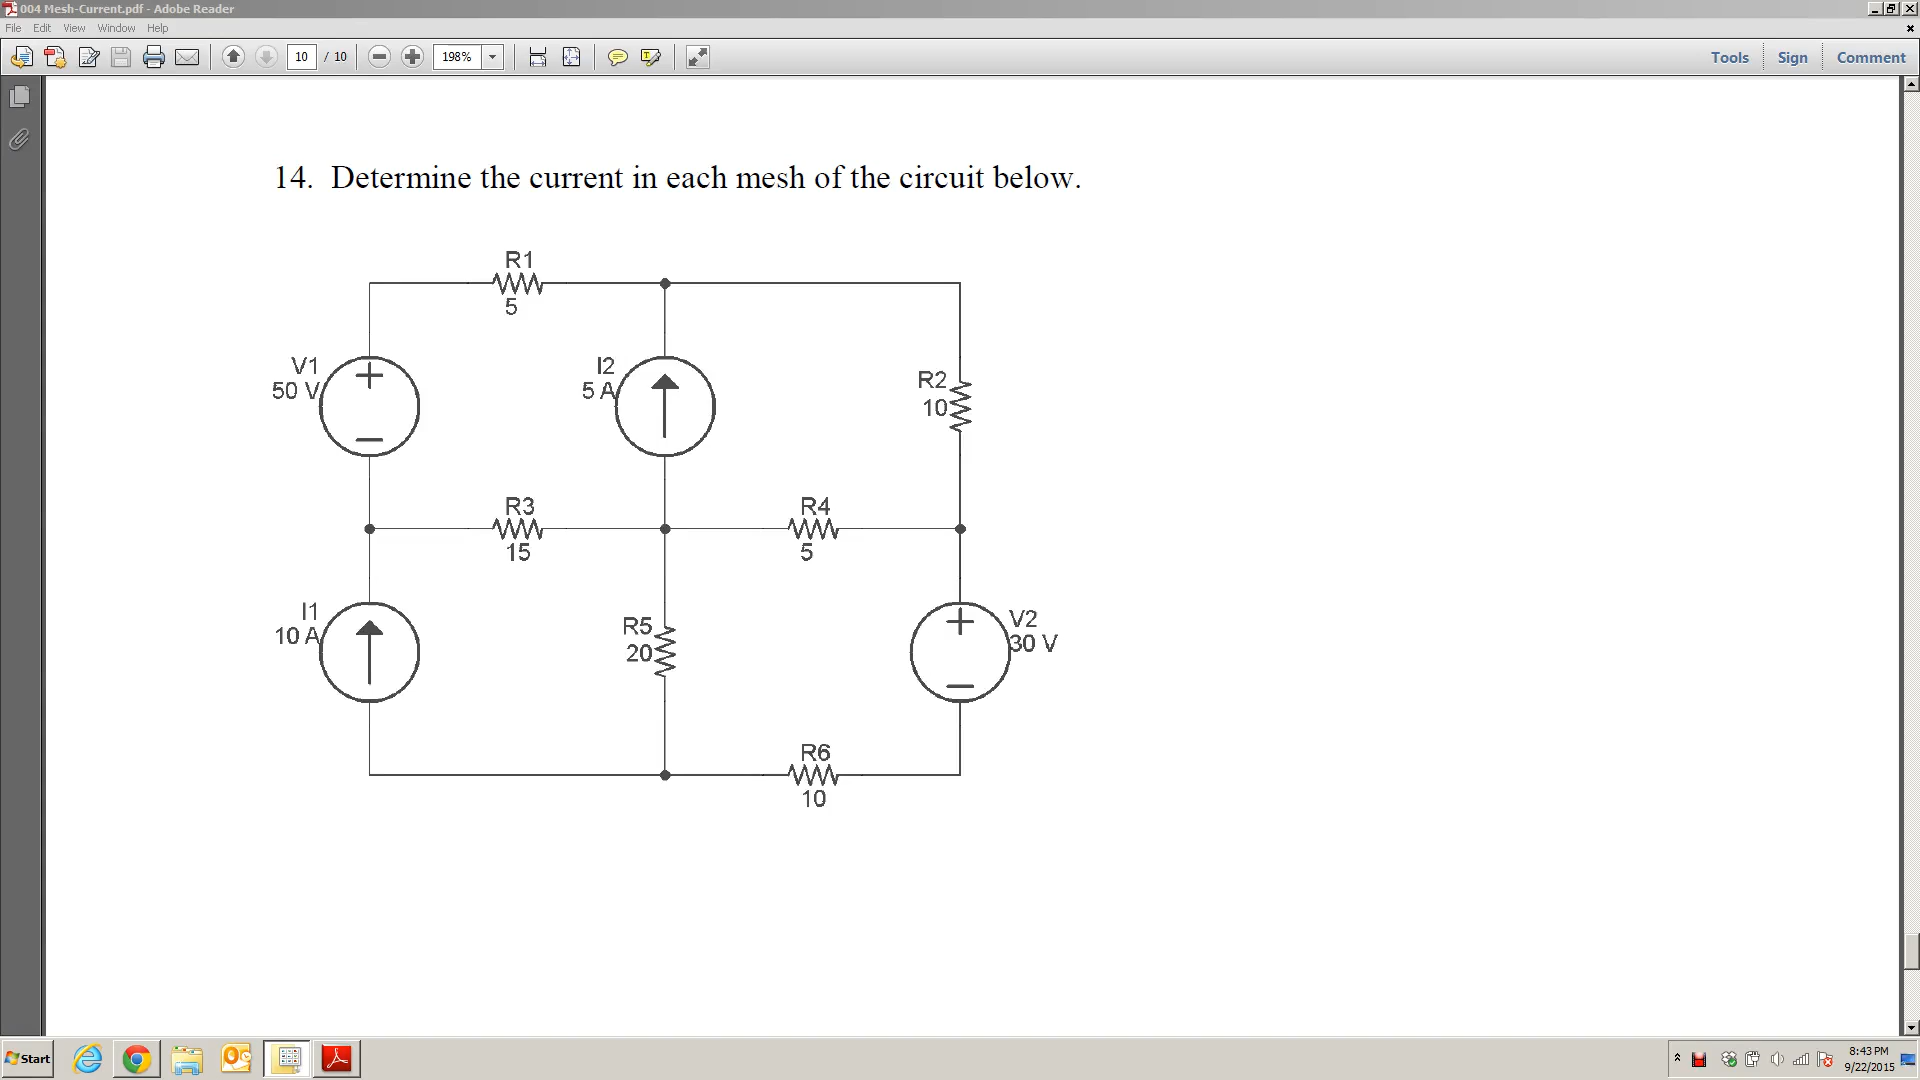 004 Mesh-Current.pdf - Adobe Reader
File Edit View Window Help
10 / 10 198% Tools Sign Comment
14. Determine the current in each mesh of the circuit below.
R1
5
V1
50 V
I2
5 A
R2
10
R3
15
R4
5
I1
10 A
R5
20
V2
30 V
R6
10
Start
8:43 PM
9/22/2015